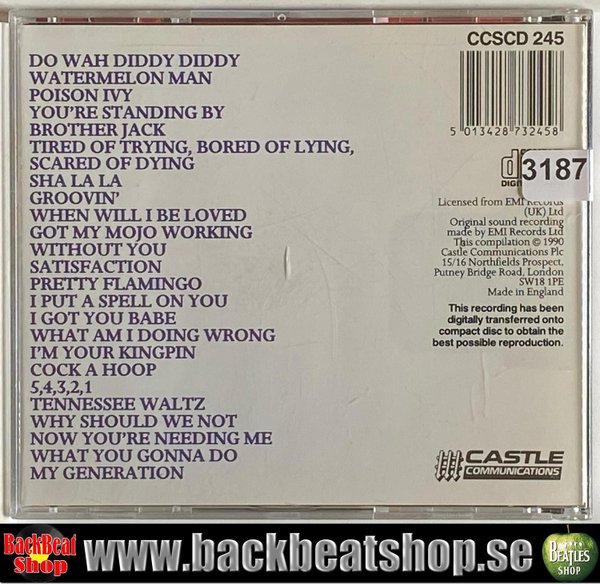 DO WAH DIDDY DIDDY
WATERMELON MAN
POISON IVY
YOU'RE STANDING BY
BROTHER JACK
TIRED OF TRYING, BORED OF LYING,
SCARED OF DYING
SHA LA LA
GROOVIN'
WHEN WILL I BE LOVED
GOT MY MOJO WORKING
WITHOUT YOU
SATISFACTION
PRETTY FLAMINGO
I PUT A SPELL ON YOU
I GOT YOU BABE
WHAT AM I DOING WRONG
I'M YOUR KINGPIN
COCK A HOOP
5,4,3,2,1
TENNESSEE WALTZ
WHY SHOULD WE NOT
NOW YOU'RE NEEDING ME
WHAT YOU GONNA DO
MY GENERATION
CCSCD 245
5 013428 732458
3187
Licensed from EMI Records
(UK) Ltd
Original sound recording
made by EMI Records Ltd
This compilation © 1990
Castle Communications Plc
15/16 Northfields Prospect,
Putney Bridge Road, London
SW18 1PE
Made in England
This recording has been
digitally transferred onto
compact disc to obtain the
best possible reproduction.
CASTLE
COMMUNICATIONS
BackBeat
Shop
www.backbeatshop.se
BEATLES
SHOP